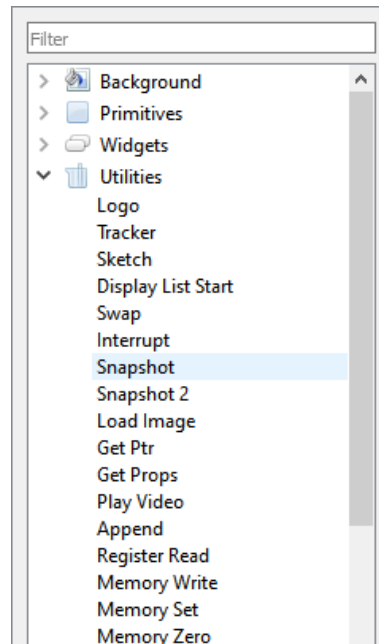 Filter
Background
Primitives
Widgets
Utilities
Logo
Tracker
Sketch
Display List Start
Swap
Interrupt
Snapshot
Snapshot 2
Load Image
Get Ptr
Get Props
Play Video
Append
Register Read
Memory Write
Memory Set
Memory Zero